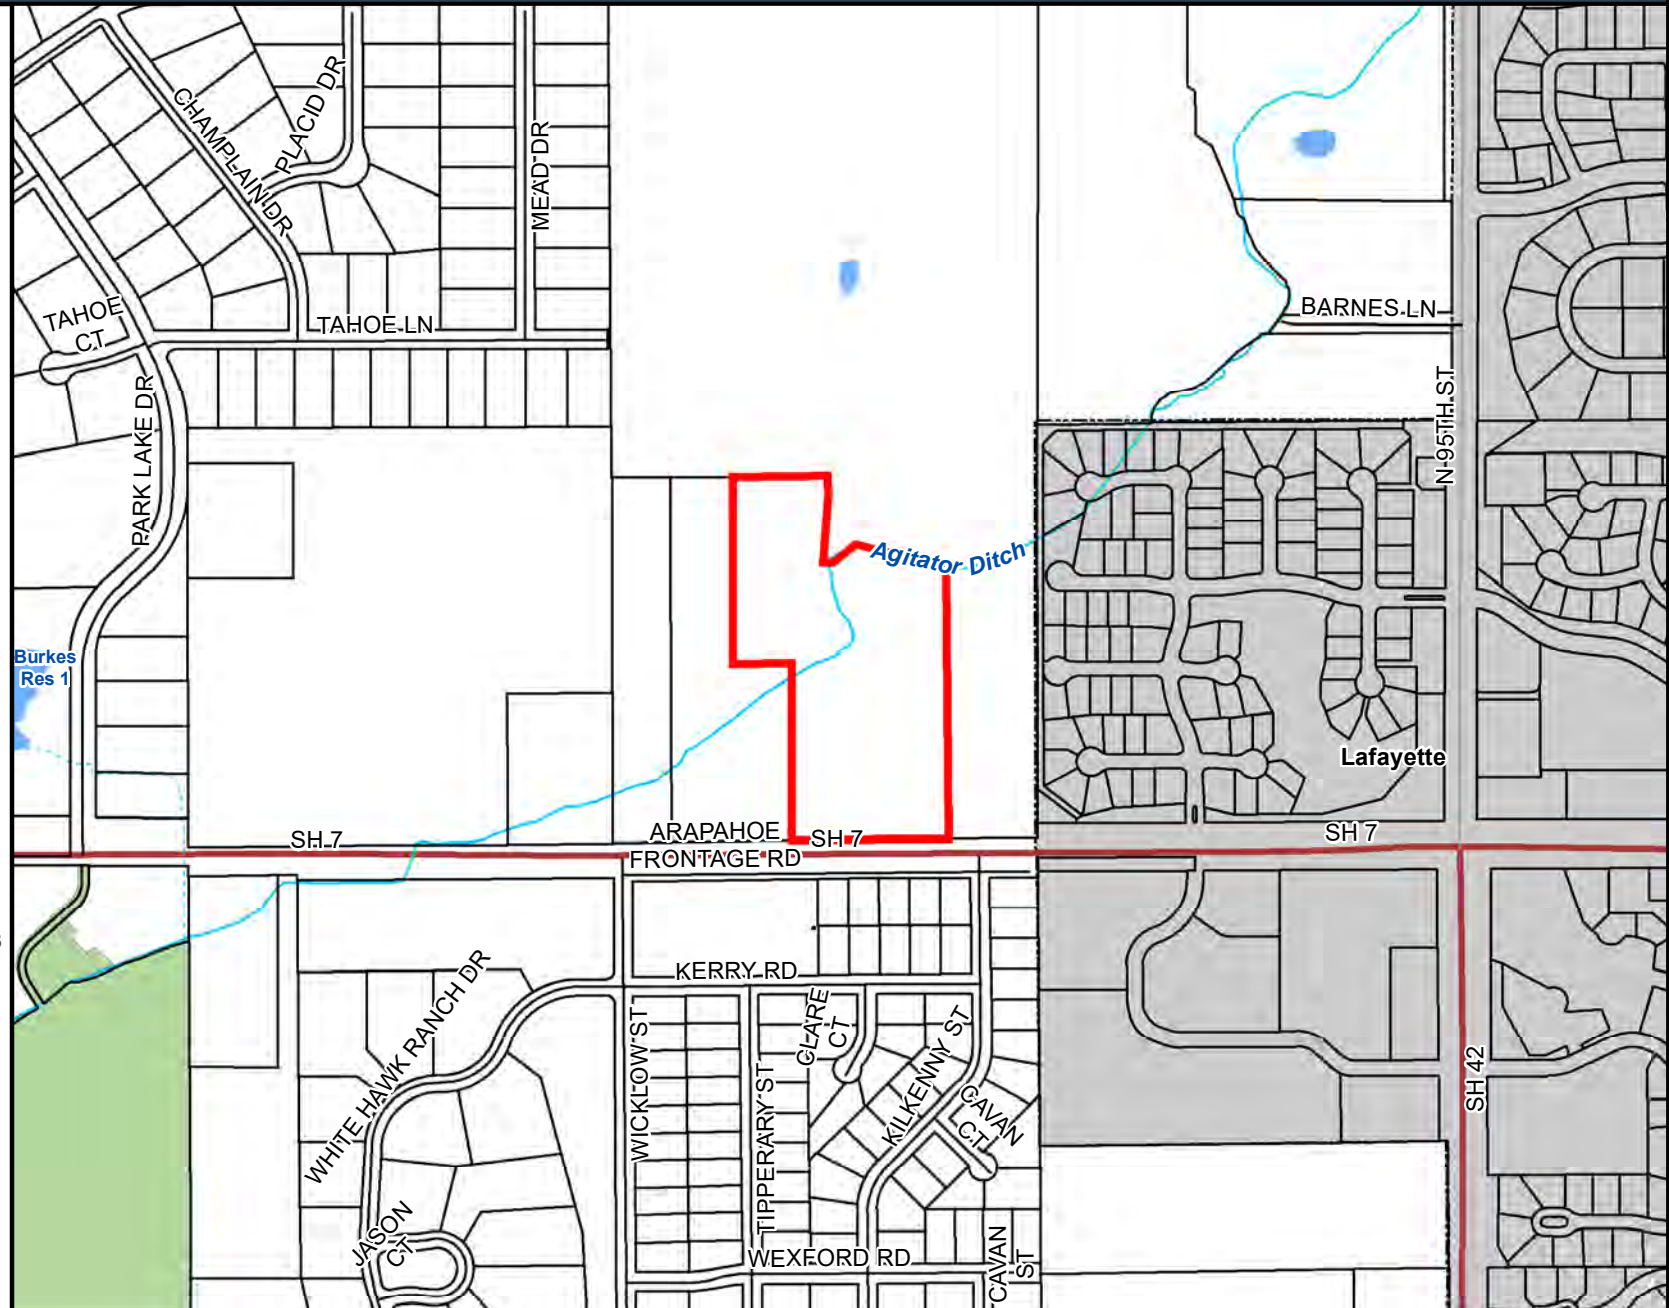 PLACID DR
CHAMPLAIN DR
MEAD DR
TAHOE
CT
TAHOE LN
BARNES LN
PARK LAKE DR
N 95TH ST
Agitator Ditch
Burkes
Res 1
Lafayette
SH 7
ARAPAHOE
SH 7
SH 7
FRONTAGE RD
WHITE HAWK RANCH DR
KERRY RD
CLARE
CT
WICKLOW ST
TIPPERARY ST
KILKENNY ST
CAVAN
CT
SH 42
JASON
CT
WEXFORD RD
CAVAN
ST